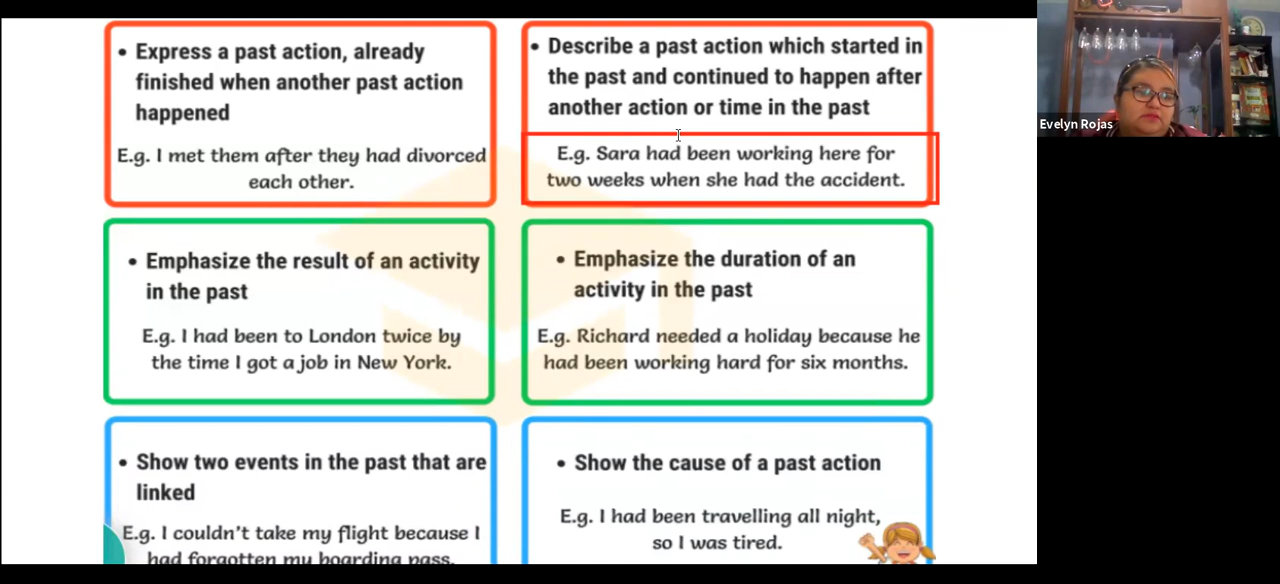 • Express a past action, already
finished when another past action
happened
E.g. I met them after they had divorced
each other.
• Describe a past action which started in
the past and continued to happen after
another action or time in the past
E.g. Sara had been working here for
two weeks when she had the accident.
• Emphasize the result of an activity
in the past
E.g. I had been to London twice by
the time I got a job in New York.
• Emphasize the duration of an
activity in the past
E.g. Richard needed a holiday because he
had been working hard for six months.
• Show two events in the past that are
linked
E.g. I couldn't take my flight because I
had forgotten my boarding pass.
• Show the cause of a past action
E.g. I had been travelling all night,
so I was tired.
Evelyn Rojas